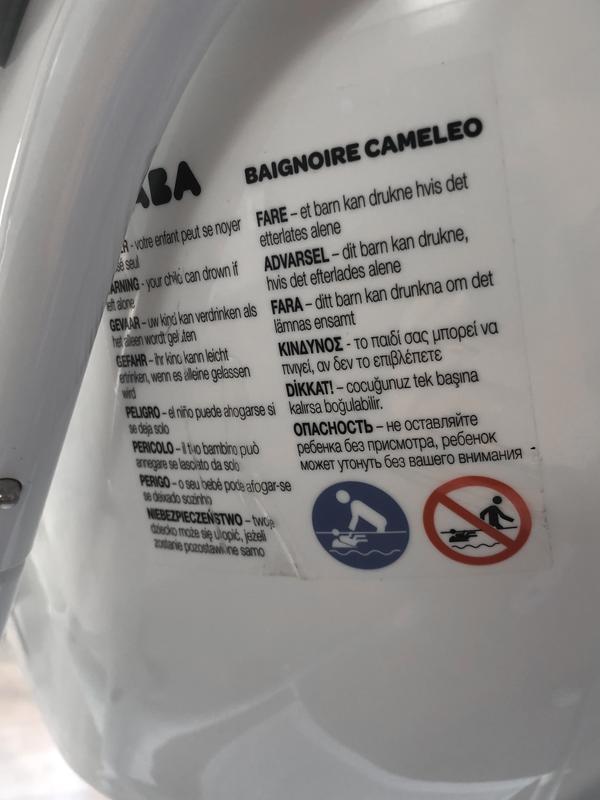 ABA
BAIGNOIRE CAMELEO
ER - votre enfant peut se noyer
sé seul
ARNING - your child can drown if
eft alone
GEVAAR – uw kind kan verdrinken als
het alleen wordt gelaten
GEFAHR – Ihr Kind kann leicht
ertrinken, wenn es alleine gelassen
wird
PELIGRO – el niño puede ahogarse si
se deja solo
PERICOLO – il tuo bambino può
annegare se lasciato da solo
PERIGO – o seu bebé pode afogar-se
se deixado sozinho
NIEBEZPIECZEŃSTWO – twoje
dziecko może się utopić, jeżeli
zostanie pozostawione samo
FARE – et barn kan drukne hvis det
etterlates alene
ADVARSEL – dit barn kan drukne,
hvis det efterlades alene
FARA – ditt barn kan drunkna om det
lämnas ensamt
ΚΙΝΔΥΝΟΣ - το παιδί σας μπορεί να
πνιγεί, αν δεν το επιβλέπετε
DİKKAT! – cocuğunuz tek başına
kalırsa boğulabilir.
ОПАСНОСТЬ – не оставляйте
ребенка без присмотра, ребенок
может утонуть без вашего внимания